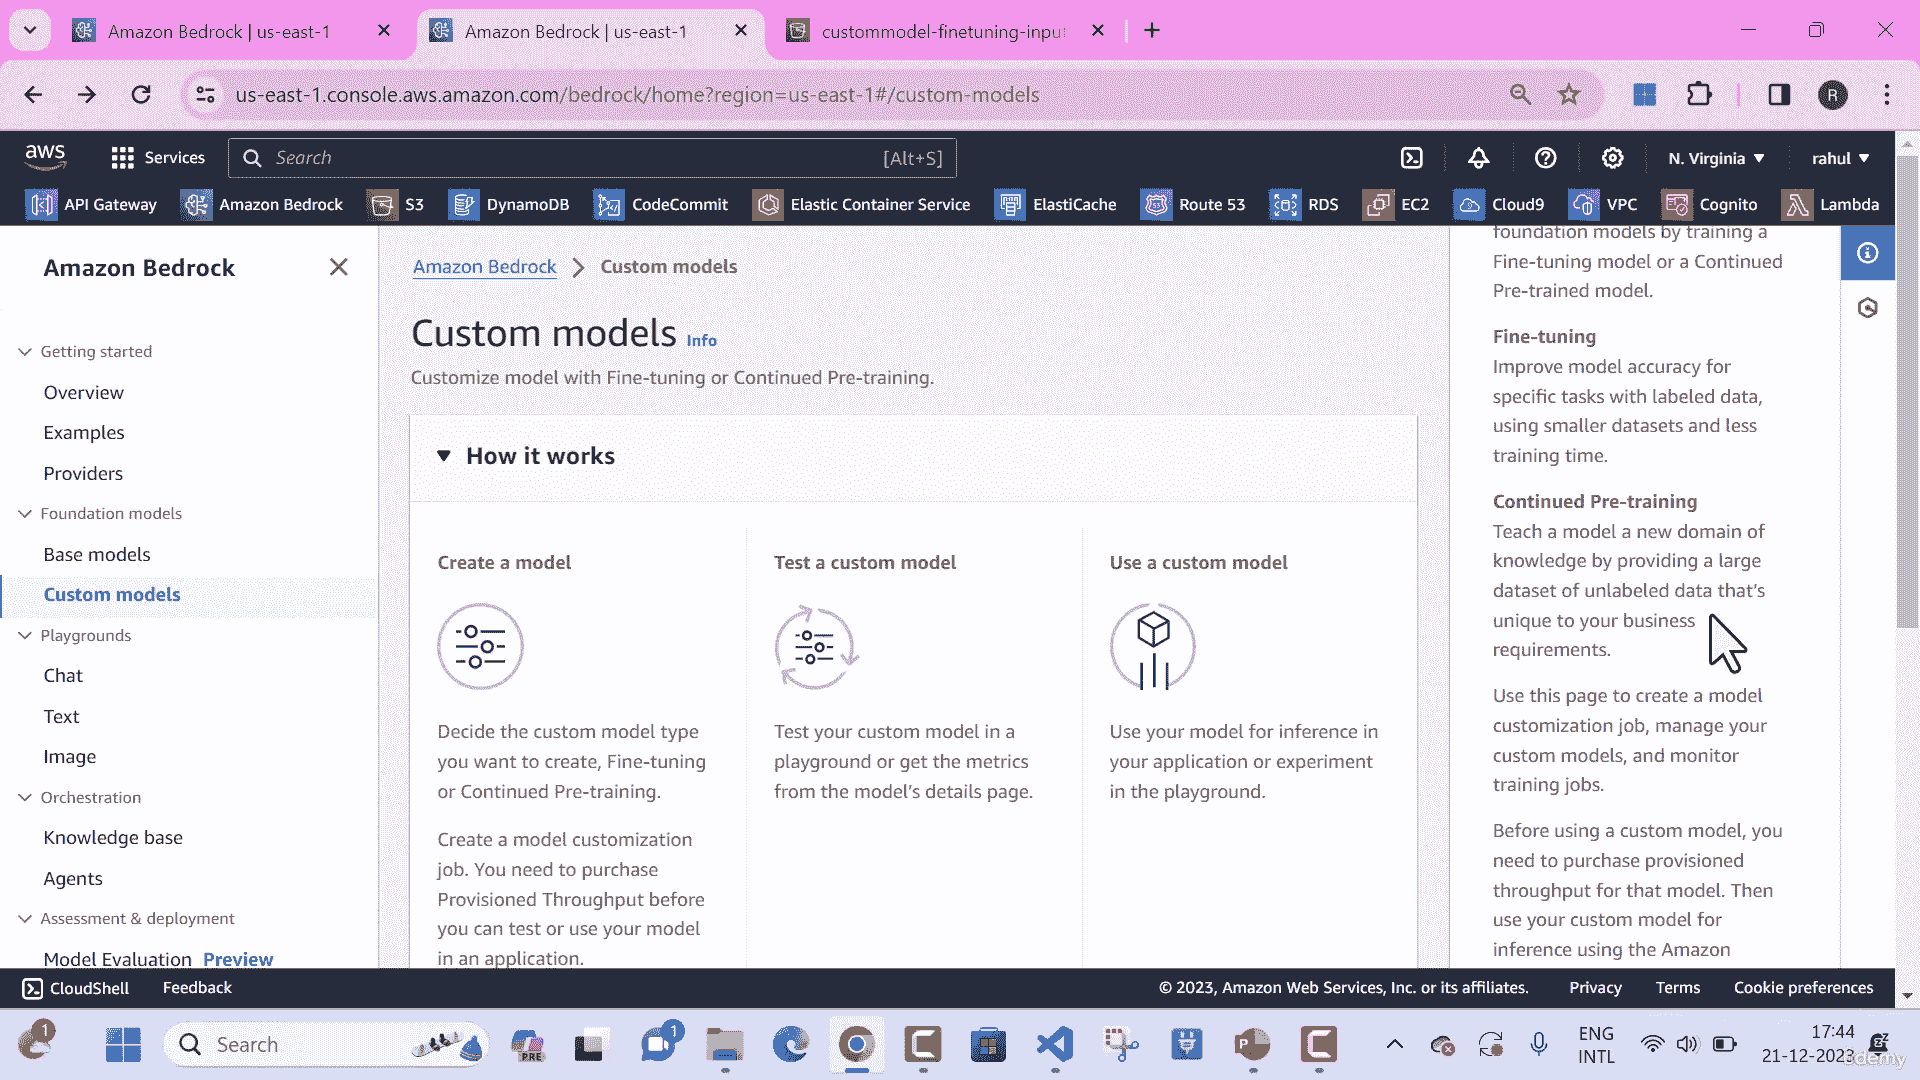 Amazon Bedrock | us-east-1
Amazon Bedrock | us-east-1
custommodel-finetuning-input
us-east-1.console.aws.amazon.com/bedrock/home?region=us-east-1#/custom-models
R
aws
Services
Search
[Alt+S]
N. Virginia
rahul
API Gateway
Amazon Bedrock
S3
DynamoDB
CodeCommit
Elastic Container Service
ElastiCache
Route 53
RDS
EC2
Cloud9
VPC
Cognito
Lambda
Amazon Bedrock
Getting started
Overview
Examples
Providers
Foundation models
Base models
Custom models
Playgrounds
Chat
Text
Image
Orchestration
Knowledge base
Agents
Assessment & deployment
Model Evaluation Preview
Amazon Bedrock > Custom models
Custom models Info
Customize model with Fine-tuning or Continued Pre-training.
How it works
Create a model
Decide the custom model type
you want to create, Fine-tuning
or Continued Pre-training.
Create a model customization
job. You need to purchase
Provisioned Throughput before
you can test or use your model
in an application.
Test a custom model
Test your custom model in a
playground or get the metrics
from the model's details page.
Use a custom model
Use your model for inference in
your application or experiment
in the playground.
foundation models by training a
Fine-tuning model or a Continued
Pre-trained model.
Fine-tuning
Improve model accuracy for
specific tasks with labeled data,
using smaller datasets and less
training time.
Continued Pre-training
Teach a model a new domain of
knowledge by providing a large
dataset of unlabeled data that's
unique to your business
requirements.
Use this page to create a model
customization job, manage your
custom models, and monitor
training jobs.
Before using a custom model, you
need to purchase provisioned
throughput for that model. Then
use your custom model for
inference using the Amazon
CloudShell
Feedback
© 2023, Amazon Web Services, Inc. or its affiliates.
Privacy
Terms
Cookie preferences
1
Search
PRE
1
P
ENG
INTL
17:44
21-12-2023
udemy